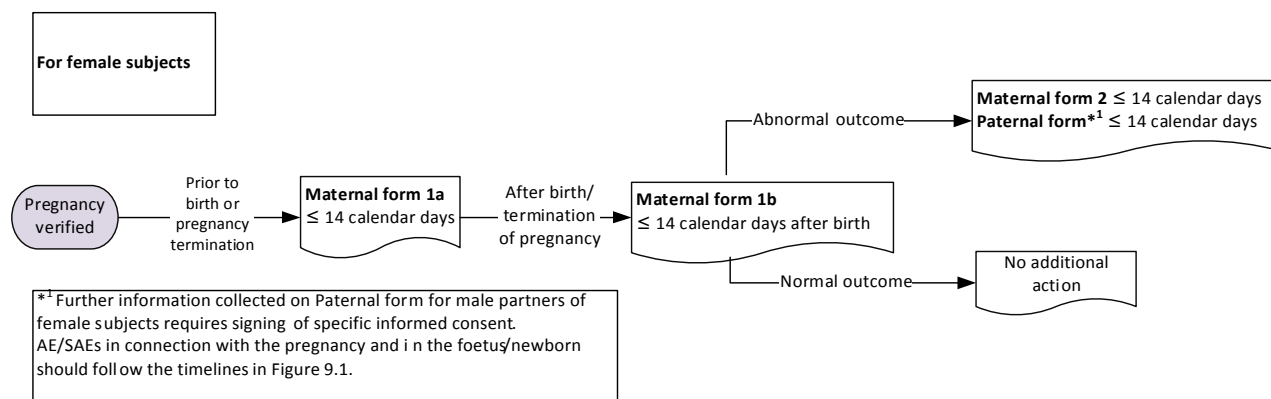 For female subjects
Maternal form 2 ≤ 14 calendar days
Paternal form*1 ≤ 14 calendar days
Abnormal outcome
Pregnancy
verified
Prior to
birth or
pregnancy
termination
Maternal form 1a
≤ 14 calendar days
After birth/
termination
of pregnancy
Maternal form 1b
≤ 14 calendar days after birth
Normal outcome
No additional
action
*1 Further information collected on Paternal form for male partners of
female subjects requires signing of specific informed consent.
AE/SAEs in connection with the pregnancy and in the foetus/newborn
should follow the timelines in Figure 9.1.